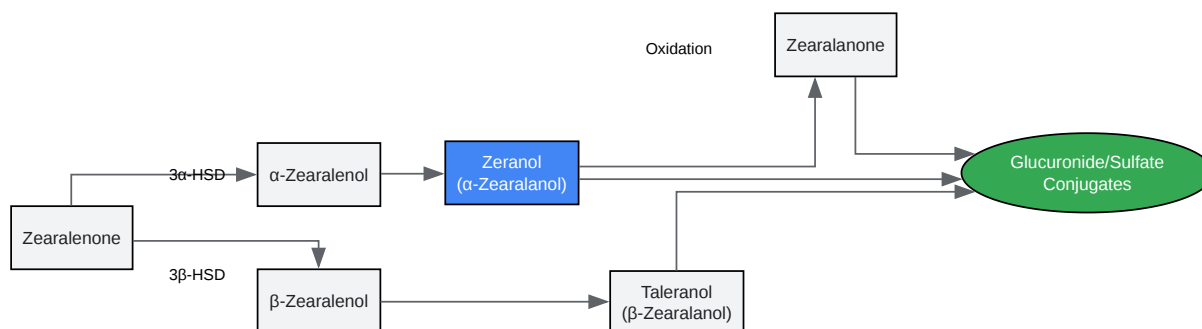 Oxidation
Zearalanone
3α-HSD
α-Zearalenol
Zeranol
(α-Zearalanol)
Glucuronide/Sulfate
Conjugates
Zearalenone
3β-HSD
β-Zearalenol
Taleranol
(β-Zearalanol)